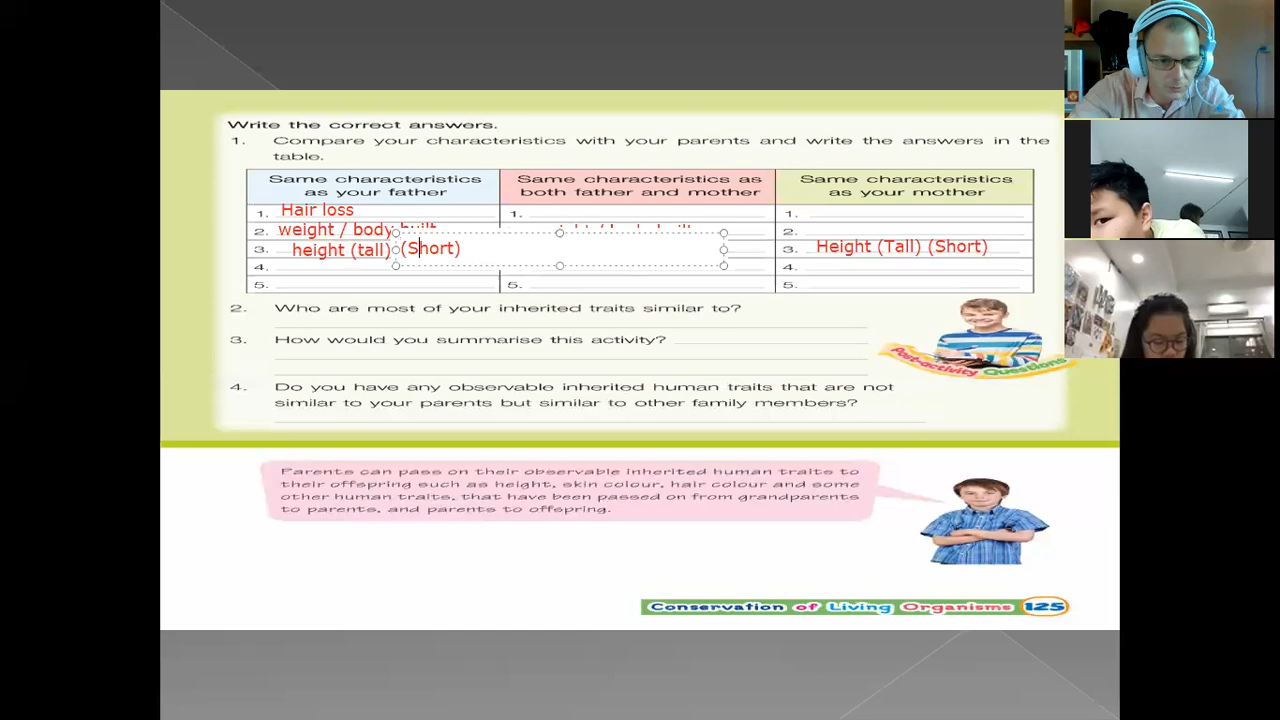 Write the correct answers.
1. Compare your characteristics with your parents and write the answers in the
table.
Same characteristics as your father
Same characteristics as both father and mother
Same characteristics as your mother
1. Hair loss
1.
1.
2. weight / body built
2.
3. height (tall) (Short)
3. Height (Tall) (Short)
4.
4.
5.
5.
5.
2. Who are most of your inherited traits similar to?
3. How would you summarise this activity?
Post-activity Questions
4. Do you have any observable inherited human traits that are not
similar to your parents but similar to other family members?
Parents can pass on their observable inherited human traits to
their offspring such as height, skin colour, hair colour and some
other human traits, that have been passed on from grandparents
to parents, and parents to offspring.
Conservation of Living Organisms 125